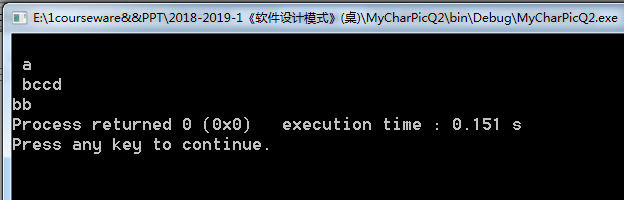 E:\1courseware&&PPT\2018-2019-1《软件设计模式》(桌)\MyCharPicQ2\bin\Debug\MyCharPicQ2.exe
 a
 bccd
bb
Process returned 0 (0x0)   execution time : 0.151 s
Press any key to continue.